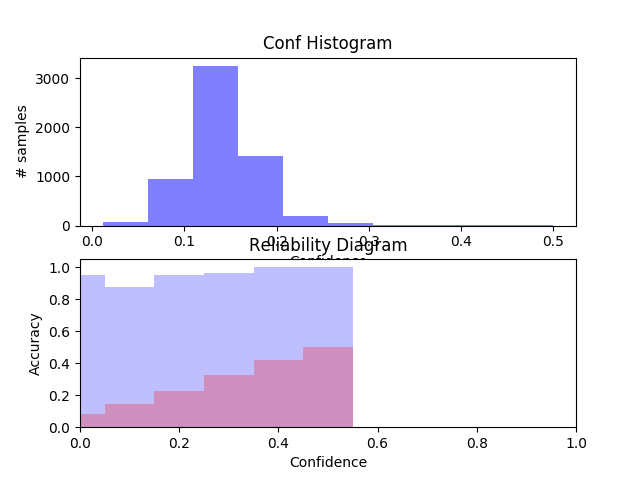 Conf Histogram
# samples
3000
2000
1000
0
0.0 0.1 0.2 0.3 0.4 0.5
Confidence
Reliability Diagram
Accuracy
1.0
0.8
0.6
0.4
0.2
0.0
0.0 0.2 0.4 0.6 0.8 1.0
Confidence